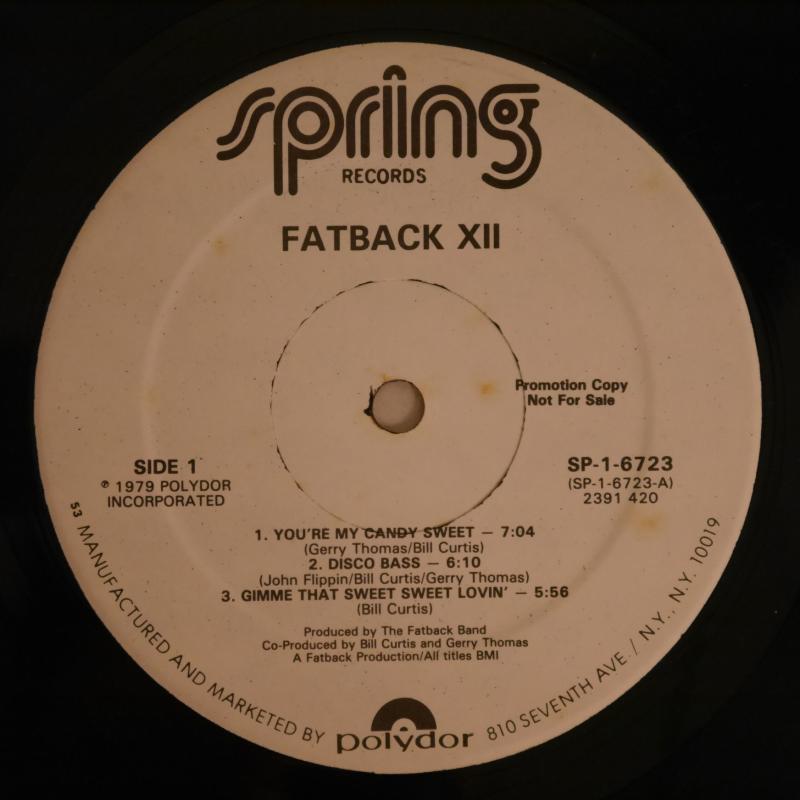 spring
RECORDS
FATBACK XII
Promotion Copy
Not For Sale
SIDE 1
℗ 1979 POLYDOR
INCORPORATED
SP-1-6723
(SP-1-6723-A)
2391 420
1. YOU'RE MY CANDY SWEET — 7:04
(Gerry Thomas/Bill Curtis)
2. DISCO BASS — 6:10
(John Flippin/Bill Curtis/Gerry Thomas)
3. GIMME THAT SWEET SWEET LOVIN' — 5:56
(Bill Curtis)
Produced by The Fatback Band
Co-Produced by Bill Curtis and Gerry Thomas
A Fatback Production/All titles BMI
53 MANUFACTURED AND MARKETED BY polydor 810 SEVENTH AVE / N.Y., N.Y. 10019